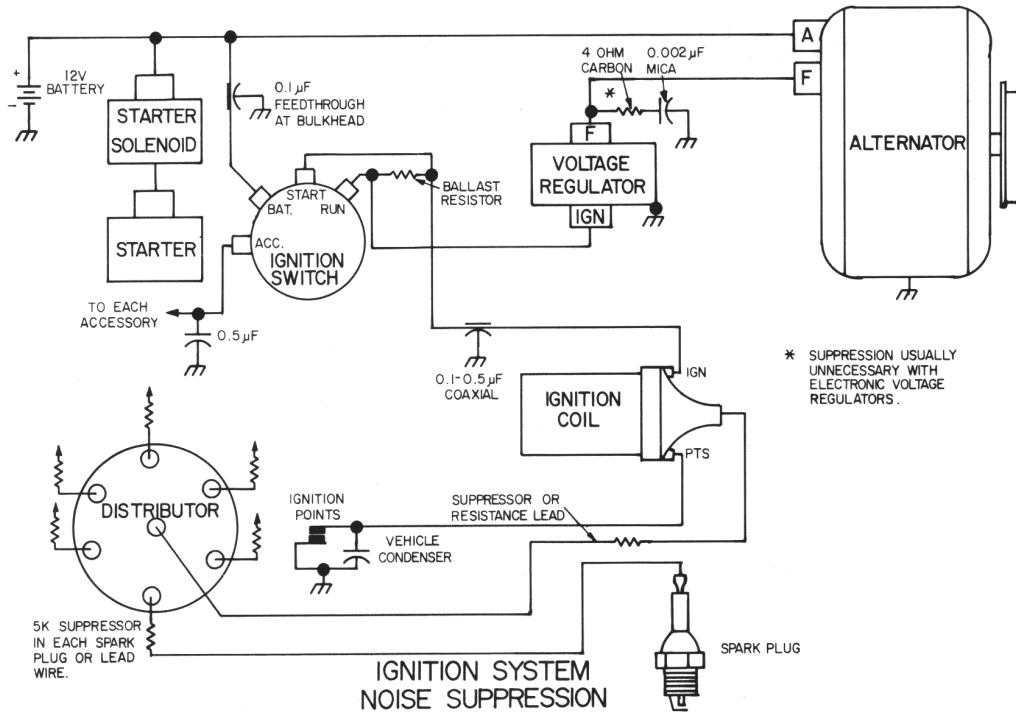 A
F
+
-
12V
BATTERY
STARTER
SOLENOID
STARTER
0.1µF
FEEDTHROUGH
AT BULKHEAD
4 OHM
CARBON
*
0.002µF
MICA
F
VOLTAGE
REGULATOR
IGN
ALTERNATOR
START
BAT.
RUN
ACC.
IGNITION
SWITCH
BALLAST
RESISTOR
TO EACH
ACCESSORY
0.5µF
0.1-0.5µF
COAXIAL
* SUPPRESSION USUALLY
UNNECESSARY WITH
ELECTRONIC VOLTAGE
REGULATORS.
IGNITION
COIL
IGN
PTS
DISTRIBUTOR
IGNITION
POINTS
VEHICLE
CONDENSER
SUPPRESSOR OR
RESISTANCE LEAD
5K SUPPRESSOR
IN EACH SPARK
PLUG OR LEAD
WIRE.
SPARK PLUG
IGNITION SYSTEM
NOISE SUPPRESSION